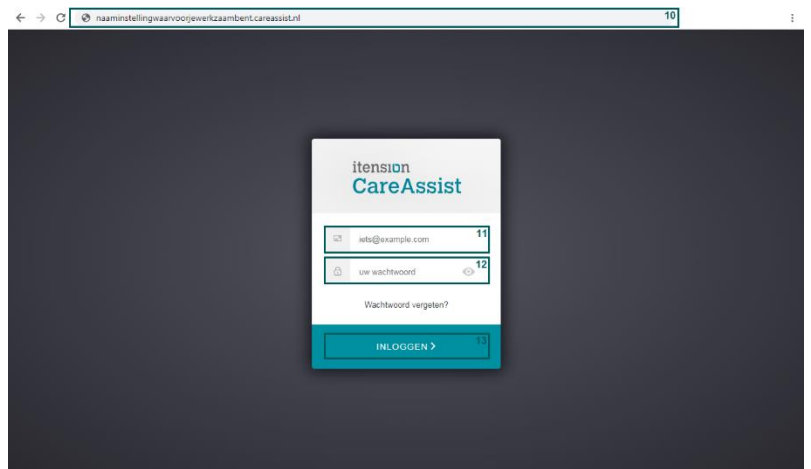 naaminstellingwaarvoorjewerkzaambent.careassist.nl 10
itension
CareAssist
iets@example.com 11
uw wachtwoord 12
Wachtwoord vergeten?
INLOGGEN 13